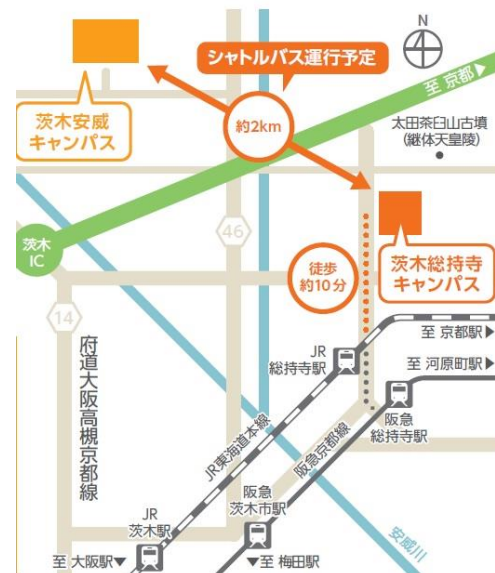 N
シャトルバス運行予定
至 京都▶
茨木安威
キャンパス
約2km
太田茶臼山古墳
(継体天皇陵)
46
茨木
IC
徒歩
約10分
茨木総持寺
キャンパス
14
JR
総持寺駅
至 京都駅▶
至 河原町駅▶
府道大阪高槻京都線
JR東海道本線
阪急京都線
阪急
総持寺駅
阪急
茨木市駅
JR
茨木駅
安威川
至 大阪駅▼
▼至 梅田駅